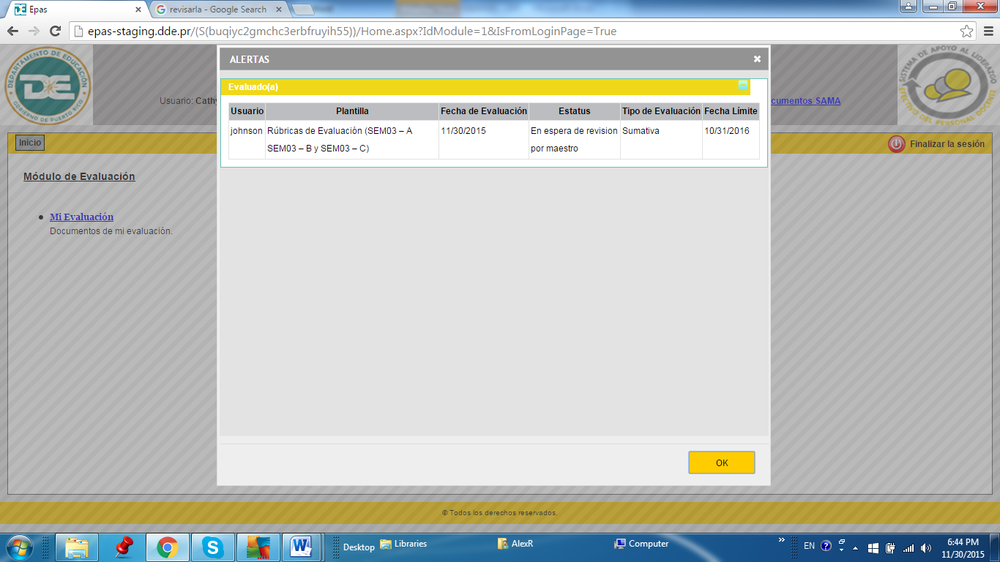 Epas
revisarla - Google Search
epas-staging.dde.pr/(S(buqiyc2gmchc3erbfruyih55))/Home.aspx?IdModule=1&IsFromLoginPage=True
DEPARTAMENTO DE EDUCACIÓN
DE
GOBIERNO DE PUERTO RICO
Usuario: Cathy
ALERTAS
cumentos SAMA
SISTEMA DE APOYO AL LIDERAZGO
EFECTIVO DEL PERSONAL DOCENTE
Evaluado(a)
Usuario Plantilla Fecha de Evaluación Estatus Tipo de Evaluación Fecha Límite
johnson Rúbricas de Evaluación (SEM03 – A 11/30/2015 En espera de revision Sumativa 10/31/2016
SEM03 – B y SEM03 – C) por maestro
Inicio
Finalizar la sesión
Módulo de Evaluación
Mi Evaluación
Documentos de mi evaluación.
OK
© Todos los derechos reservados.
Desktop Libraries AlexR Computer EN 6:44 PM
11/30/2015